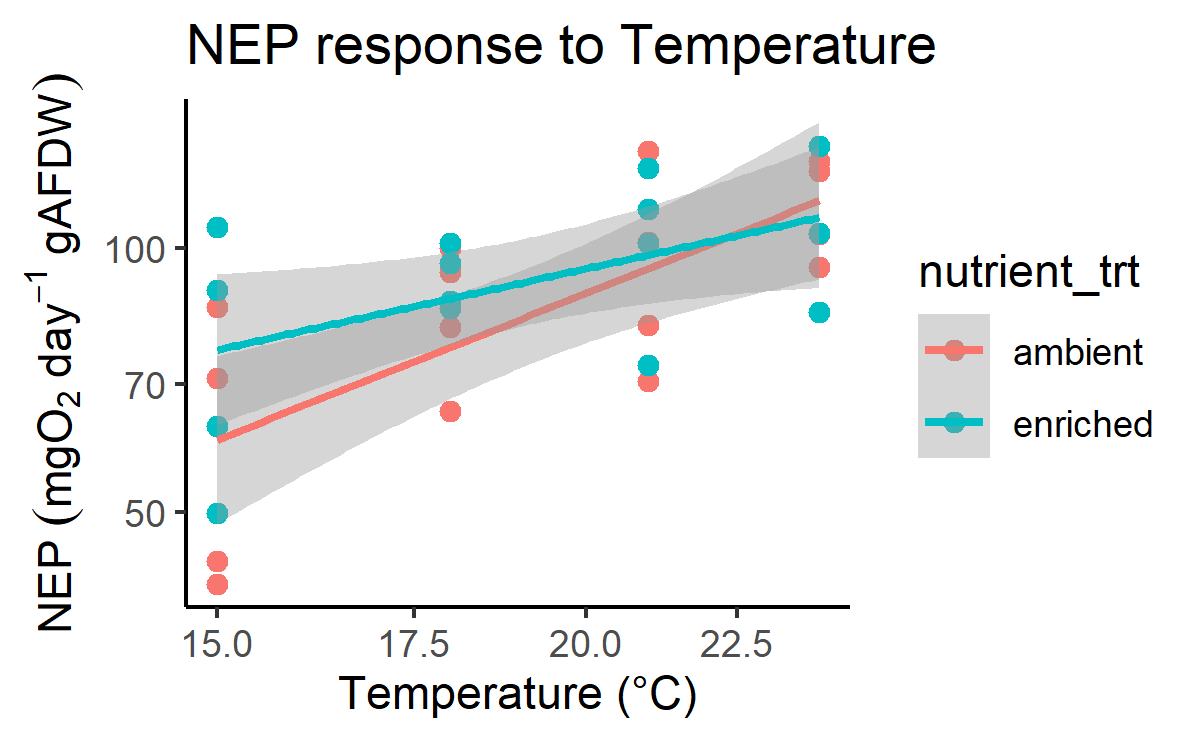 NEP response to Temperature
NEP (mgO₂ day⁻¹ gAFDW)
100
70
50
15.0 17.5 20.0 22.5
Temperature (°C)
nutrient_trt
ambient
enriched